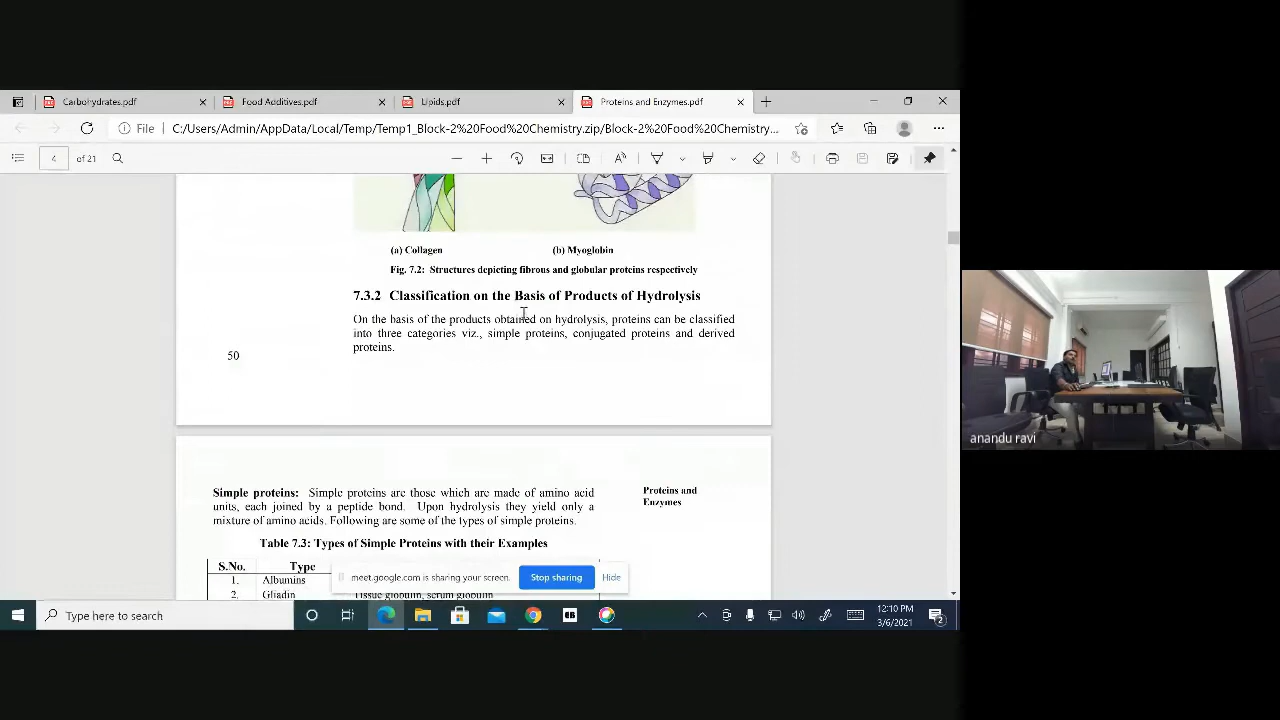 Carbohydrates.pdf
Food Additives.pdf
Lipids.pdf
Proteins and Enzymes.pdf
File
C:/Users/Admin/AppData/Local/Temp/Temp1_Block-2%20Food%20Chemistry.zip/Block-2%20Food%20Chemistry...
4 of 21
(a) Collagen
(b) Myoglobin
Fig. 7.2: Structures depicting fibrous and globular proteins respectively
7.3.2 Classification on the Basis of Products of Hydrolysis
On the basis of the products obtained on hydrolysis, proteins can be classified
into three categories viz., simple proteins, conjugated proteins and derived
proteins.
50
Simple proteins: Simple proteins are those which are made of amino acid
units, each joined by a peptide bond. Upon hydrolysis they yield only a
mixture of amino acids. Following are some of the types of simple proteins.
Proteins and
Enzymes
Table 7.3: Types of Simple Proteins with their Examples
S.No. Type
1. Albumins
2. Gliadin Tissue globulin, serum globulin
meet.google.com is sharing your screen.
Stop sharing
Hide
Type here to search
12:10 PM
3/6/2021
2
anandu ravi